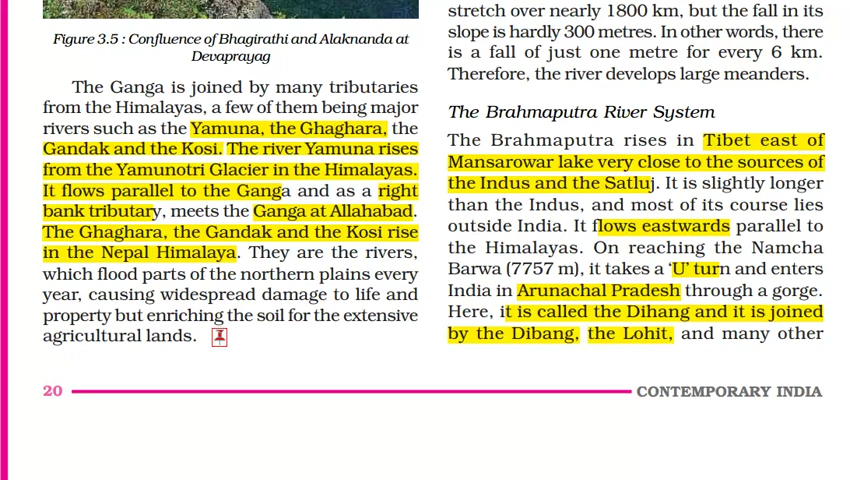 Figure 3.5 : Confluence of Bhagirathi and Alaknanda at
Devaprayag
The Ganga is joined by many tributaries
from the Himalayas, a few of them being major
rivers such as the Yamuna, the Ghaghara, the
Gandak and the Kosi. The river Yamuna rises
from the Yamunotri Glacier in the Himalayas.
It flows parallel to the Ganga and as a right
bank tributary, meets the Ganga at Allahabad.
The Ghaghara, the Gandak and the Kosi rise
in the Nepal Himalaya. They are the rivers,
which flood parts of the northern plains every
year, causing widespread damage to life and
property but enriching the soil for the extensive
agricultural lands.
stretch over nearly 1800 km, but the fall in its
slope is hardly 300 metres. In other words, there
is a fall of just one metre for every 6 km.
Therefore, the river develops large meanders.
The Brahmaputra River System
The Brahmaputra rises in Tibet east of
Mansarowar lake very close to the sources of
the Indus and the Satluj. It is slightly longer
than the Indus, and most of its course lies
outside India. It flows eastwards parallel to
the Himalayas. On reaching the Namcha
Barwa (7757 m), it takes a ‘U’ turn and enters
India in Arunachal Pradesh through a gorge.
Here, it is called the Dihang and it is joined
by the Dibang, the Lohit, and many other
20
CONTEMPORARY INDIA